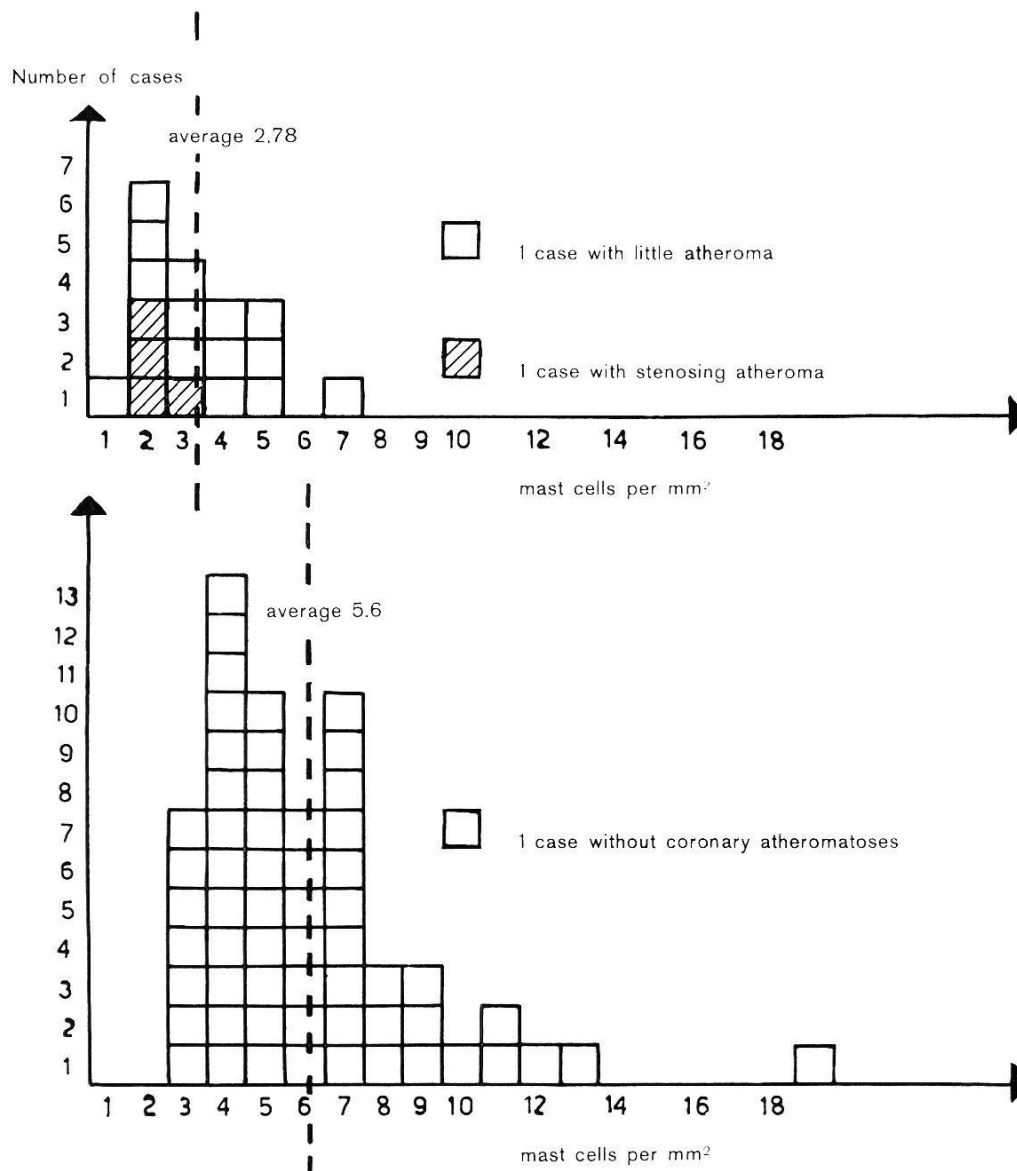 Number of cases
average 2.78
7
6
5
4
3
2
1
1 case with little atheroma
1 case with stenosing atheroma
1 2 3 4 5 6 7 8 9 10 12 14 16 18
mast cells per mm²
average 5.6
13
12
11
10
9
8
7
6
5
4
3
2
1
1 case without coronary atheromatoses
1 2 3 4 5 6 7 8 9 10 12 14 16 18
mast cells per mm²